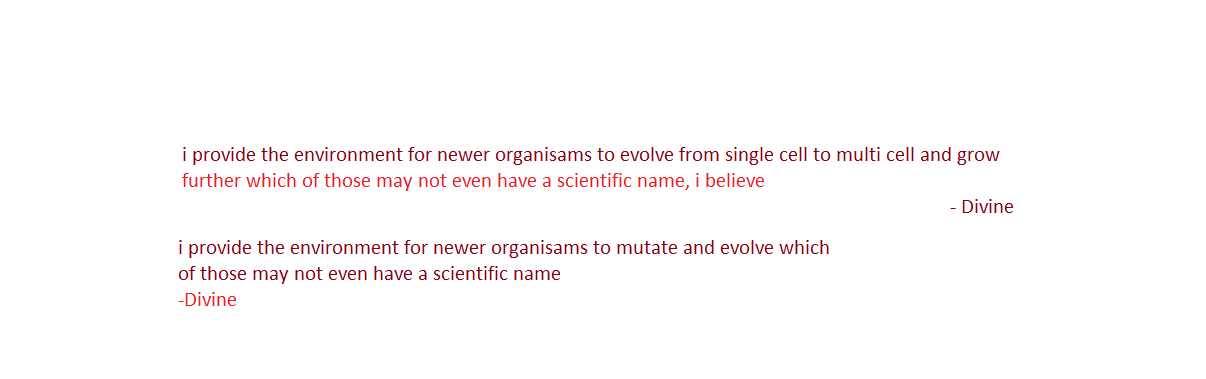 i provide the environment for newer organisams to evolve from single cell to multi cell and grow
further which of those may not even have a scientific name, i believe
- Divine
i provide the environment for newer organisams to mutate and evolve which
of those may not even have a scientific name
-Divine